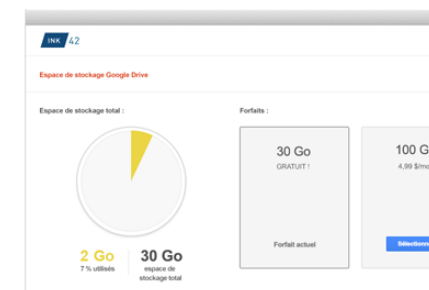 INK 42
Espace de stockage Google Drive
Espace de stockage total :
Forfaits :
30 Go
GRATUIT !
100 G
4,99 $/mo
2 Go
7 % utilisés
30 Go
espace de
stockage total
Forfait actuel
Sélectionn